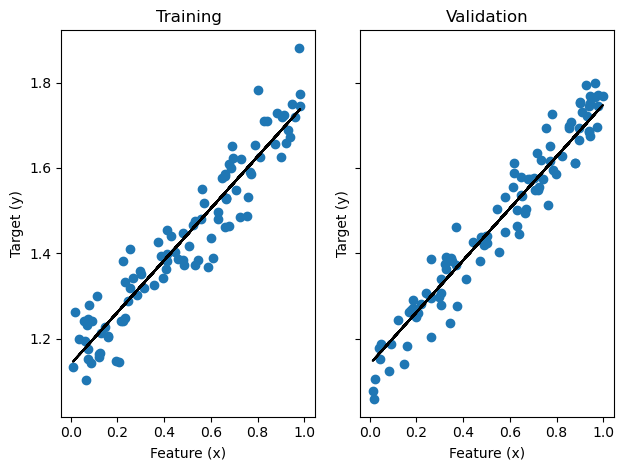 Training
Validation
1.8
1.6
1.4
1.2
Target (y)
Target (y)
0.0 0.2 0.4 0.6 0.8 1.0
0.0 0.2 0.4 0.6 0.8 1.0
Feature (x)
Feature (x)